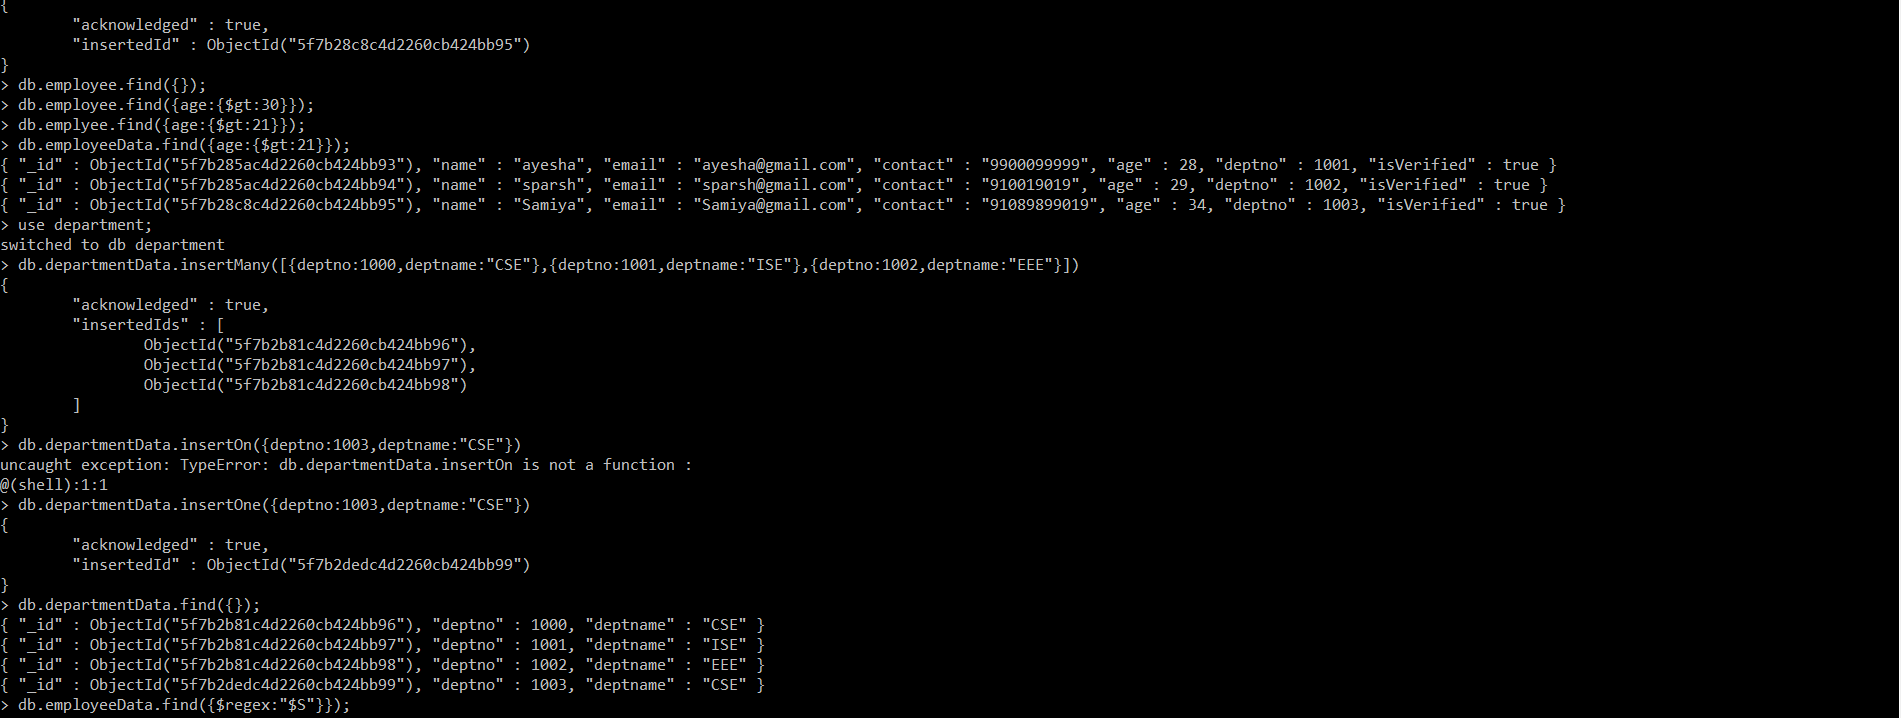 {
"acknowledged" : true,
"insertedId" : ObjectId("5f7b28c8c4d2260cb424bb95")
}
> db.employee.find({});
> db.employee.find({age:{$gt:30}});
> db.emplyee.find({age:{$gt:21}});
> db.employeeData.find({age:{$gt:21}});
{ "_id" : ObjectId("5f7b285ac4d2260cb424bb93"), "name" : "ayesha", "email" : "ayesha@gmail.com", "contact" : "9900099999", "age" : 28, "deptno" : 1001, "isVerified" : true }
{ "_id" : ObjectId("5f7b285ac4d2260cb424bb94"), "name" : "sparsh", "email" : "sparsh@gmail.com", "contact" : "910019019", "age" : 29, "deptno" : 1002, "isVerified" : true }
{ "_id" : ObjectId("5f7b28c8c4d2260cb424bb95"), "name" : "Samiya", "email" : "Samiya@gmail.com", "contact" : "91089899019", "age" : 34, "deptno" : 1003, "isVerified" : true }
> use department;
switched to db department
> db.departmentData.insertMany([{deptno:1000,deptname:"CSE"},{deptno:1001,deptname:"ISE"},{deptno:1002,deptname:"EEE"}])
{
"acknowledged" : true,
"insertedIds" : [
ObjectId("5f7b2b81c4d2260cb424bb96"),
ObjectId("5f7b2b81c4d2260cb424bb97"),
ObjectId("5f7b2b81c4d2260cb424bb98")
]
}
> db.departmentData.insertOn({deptno:1003,deptname:"CSE"})
uncaught exception: TypeError: db.departmentData.insertOn is not a function :
@(shell):1:1
> db.departmentData.insertOne({deptno:1003,deptname:"CSE"})
{
"acknowledged" : true,
"insertedId" : ObjectId("5f7b2dedc4d2260cb424bb99")
}
> db.departmentData.find({});
{ "_id" : ObjectId("5f7b2b81c4d2260cb424bb96"), "deptno" : 1000, "deptname" : "CSE" }
{ "_id" : ObjectId("5f7b2b81c4d2260cb424bb97"), "deptno" : 1001, "deptname" : "ISE" }
{ "_id" : ObjectId("5f7b2b81c4d2260cb424bb98"), "deptno" : 1002, "deptname" : "EEE" }
{ "_id" : ObjectId("5f7b2dedc4d2260cb424bb99"), "deptno" : 1003, "deptname" : "CSE" }
> db.employeeData.find({$regex:"$S"}});